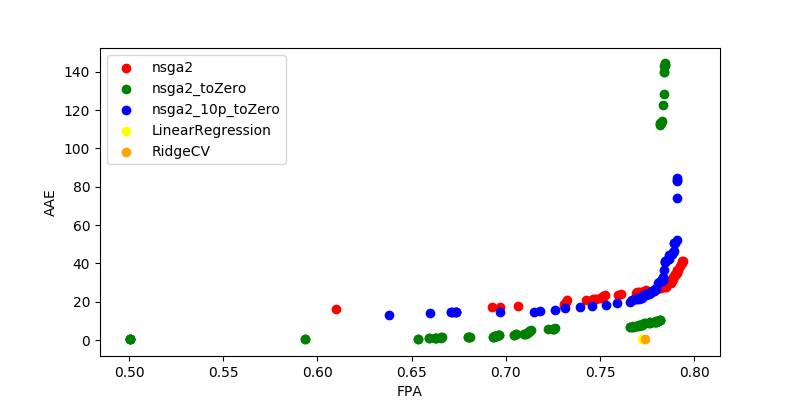 nsga2
nsga2_toZero
nsga2_10p_toZero
LinearRegression
RidgeCV
140
120
100
80
60
40
20
0
AAE
0.50 0.55 0.60 0.65 0.70 0.75 0.80
FPA